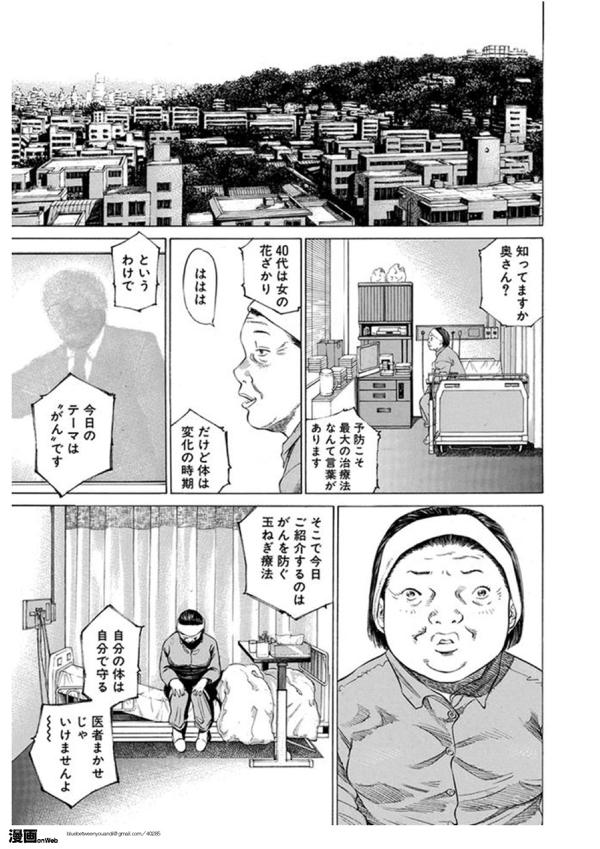 知ってますか
奥さん?
予防こそ
最大の治療法
なんて言葉が
あります
40代は女の
花ざかり
ははは
だけど体は
変化の時期
という
わけで
今日の
テーマは
〝がん〟です
そこで今日
ご紹介するのは
がんを防ぐ
玉ねぎ療法
自分の体は
自分で守る
医者まかせ
じゃ
いけませんよ
〜〜
漫画onWeb
bluebetweenyouandi@gmail.com/40285